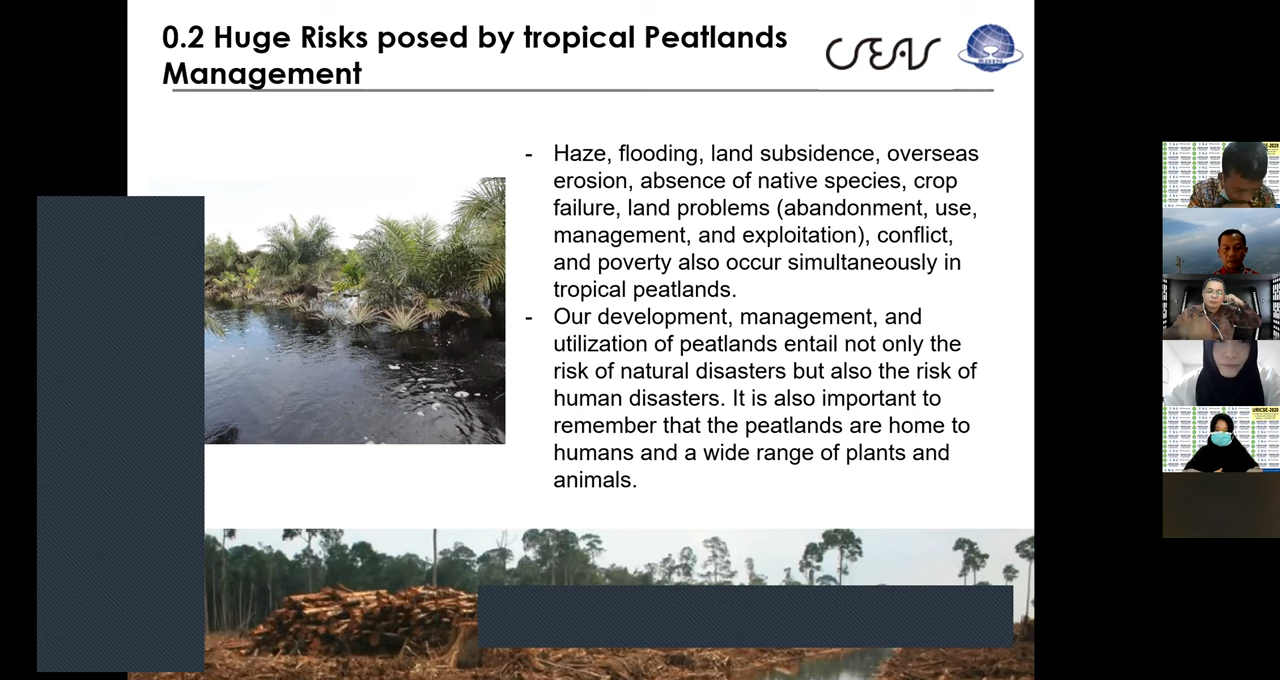 0.2 Huge Risks posed by tropical Peatlands
Management
CSEAS
- Haze, flooding, land subsidence, overseas
erosion, absence of native species, crop
failure, land problems (abandonment, use,
management, and exploitation), conflict,
and poverty also occur simultaneously in
tropical peatlands.
- Our development, management, and
utilization of peatlands entail not only the
risk of natural disasters but also the risk of
human disasters. It is also important to
remember that the peatlands are home to
humans and a wide range of plants and
animals.
URICSE-2020